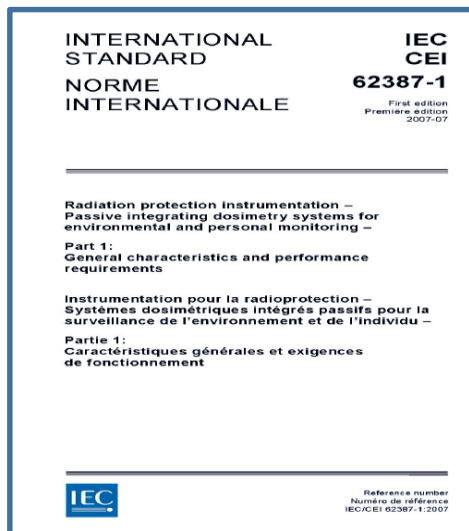 INTERNATIONAL
STANDARD
NORME
INTERNATIONALE
IEC
CEI
62387-1
First edition
Première édition
2007-07
Radiation protection instrumentation –
Passive integrating dosimetry systems for
environmental and personal monitoring –
Part 1:
General characteristics and performance
requirements
Instrumentation pour la radioprotection –
Systèmes dosimétriques intégrés passifs pour la
surveillance de l'environnement et de l'individu –
Partie 1:
Caractéristiques générales et exigences
de fonctionnement
IEC
Reference number
Numéro de référence
IEC/CEI 62387-1:2007